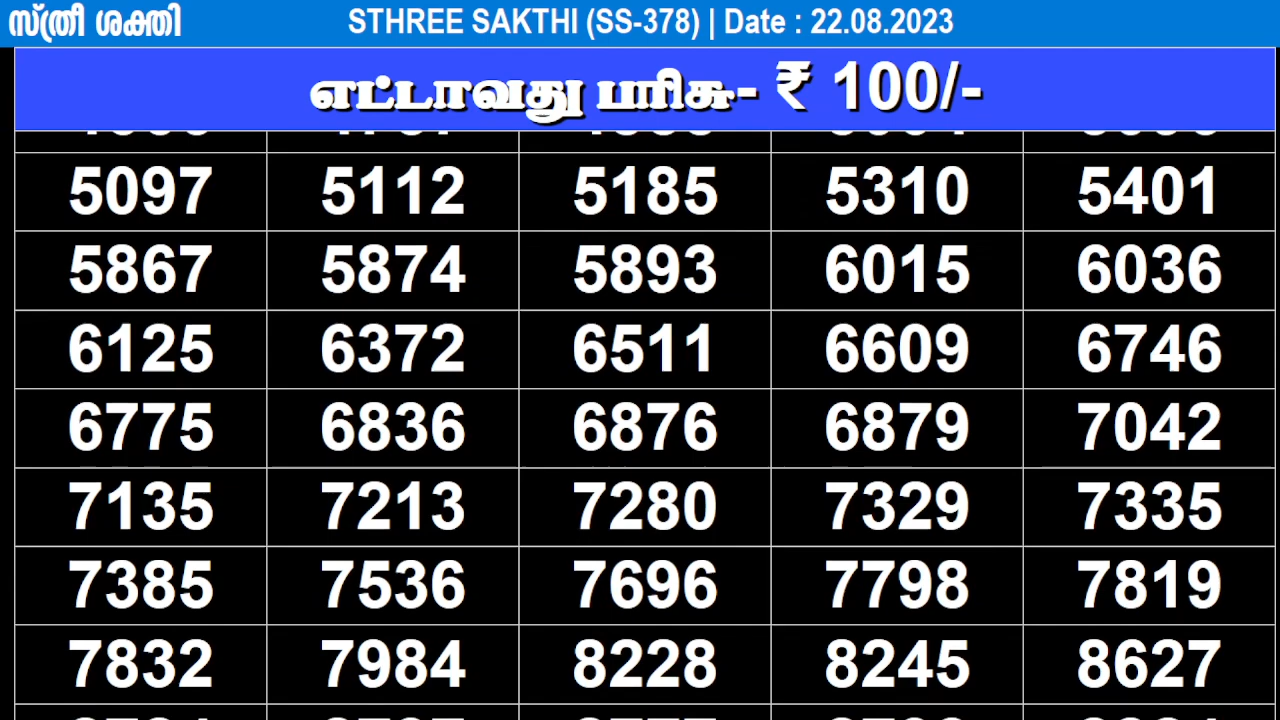 സ്ത്രീ ശക്തി STHREE SAKTHI (SS-378) | Date : 22.08.2023
எட்டாவது பரிசு- ₹ 100/-
5097 5112 5185 5310 5401
5867 5874 5893 6015 6036
6125 6372 6511 6609 6746
6775 6836 6876 6879 7042
7135 7213 7280 7329 7335
7385 7536 7696 7798 7819
7832 7984 8228 8245 8627